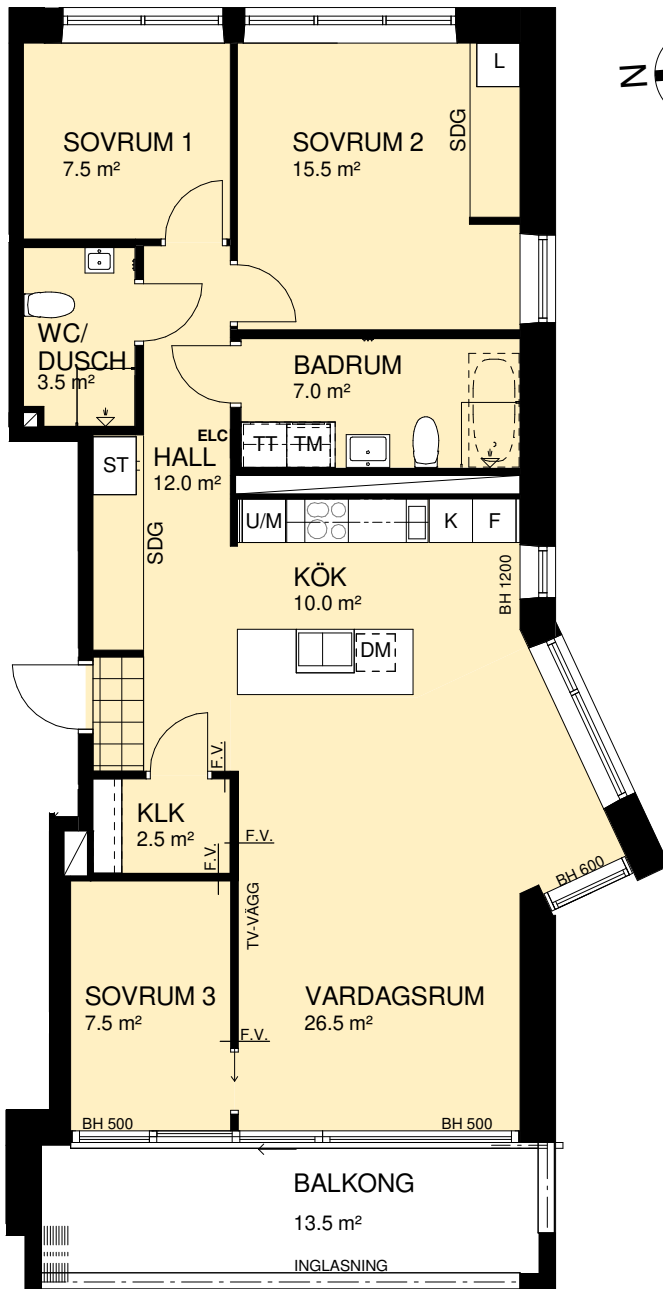 N
L
SOVRUM 1
7.5 m²
SOVRUM 2
15.5 m²
SDG
WC/
DUSCH
3.5 m²
BADRUM
7.0 m²
ELC
TT
TM
ST
HALL
12.0 m²
SDG
U/M
K
F
KÖK
10.0 m²
BH 1200
DM
F.V.
KLK
2.5 m²
F.V.
F.V.
BH 600
TV-VÄGG
SOVRUM 3
7.5 m²
VARDAGSRUM
26.5 m²
F.V.
BH 500
BH 500
BALKONG
13.5 m²
INGLASNING